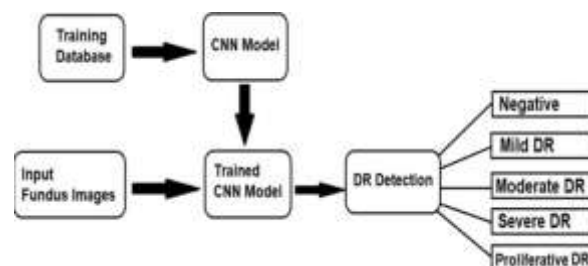 Training
Database
CNN Model
Input
Fundus Images
Trained
CNN Model
DR Detection
Negative
Mild DR
Moderate DR
Severe DR
Proliferative DR